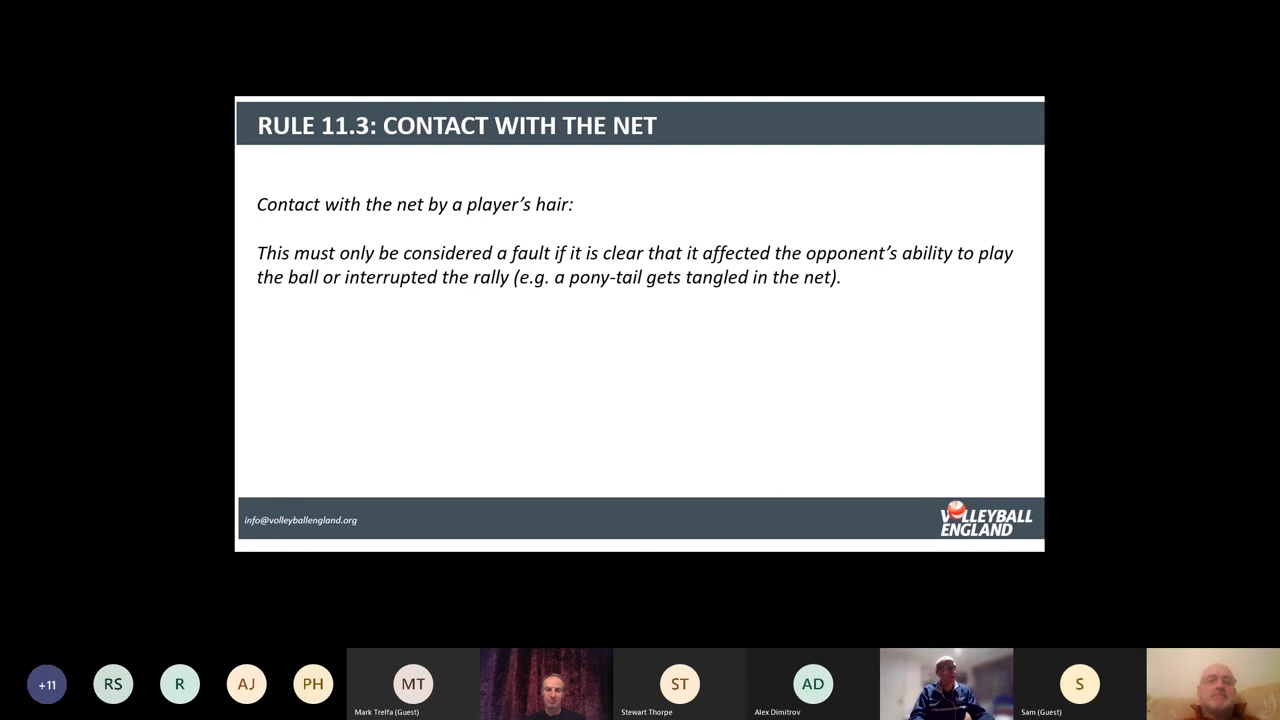 RULE 11.3: CONTACT WITH THE NET
Contact with the net by a player’s hair:
This must only be considered a fault if it is clear that it affected the opponent’s ability to play
the ball or interrupted the rally (e.g. a pony-tail gets tangled in the net).
info@volleyballengland.org
VOLLEYBALL
ENGLAND
+11
RS
R
AJ
PH
MT
ST
AD
S
Mark Trelfa (Guest)
Stewart Thorpe
Alex Dimitrov
Sam (Guest)